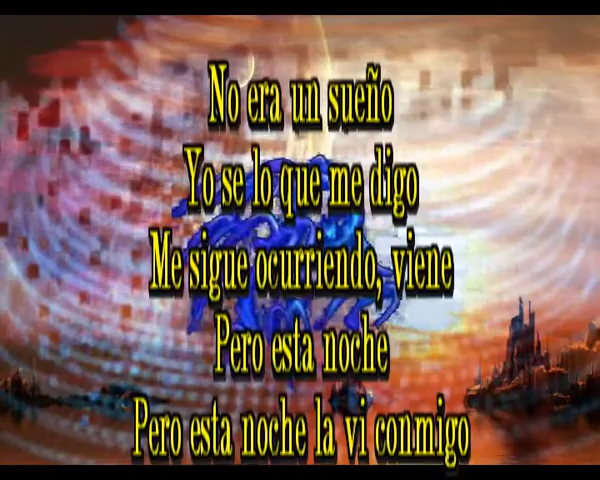 No era un sueño
Yo se lo que me digo
Me sigue ocurriendo, viene
Pero esta noche
Pero esta noche la vi conmigo